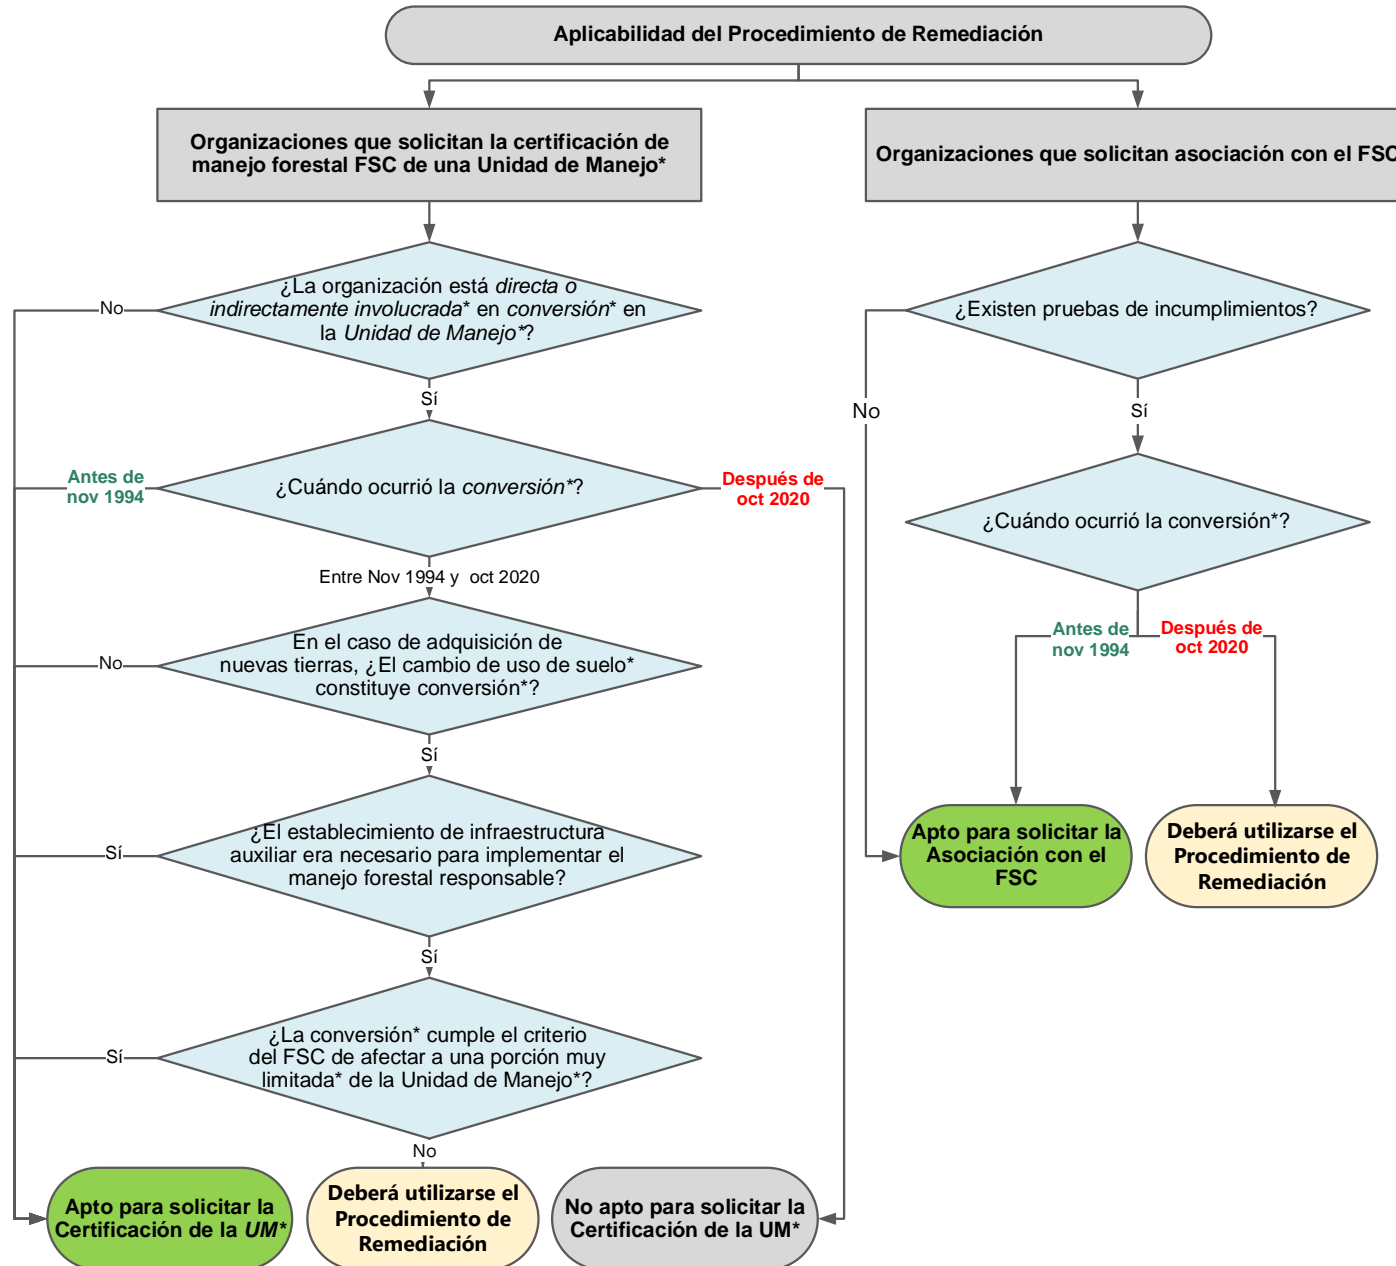 Aplicabilidad del Procedimiento de Remediación
Organizaciones que solicitan la certificación de
manejo forestal FSC de una Unidad de Manejo*
Organizaciones que solicitan asociación con el FSC
¿La organización está directa o
indirectamente involucrada* en conversión* en
la Unidad de Manejo*?
No
¿Existen pruebas de incumplimientos?
Sí
No
Sí
Antes de
nov 1994
¿Cuándo ocurrió la conversión*?
Después de
oct 2020
¿Cuándo ocurrió la conversión*?
Entre Nov 1994 y  oct 2020
Antes de
nov 1994
Después de
oct 2020
En el caso de adquisición de
nuevas tierras, ¿El cambio de uso de suelo*
constituye conversión*?
No
Sí
¿El establecimiento de infraestructura
auxiliar era necesario para implementar el
manejo forestal responsable?
Sí
Apto para solicitar la
Asociación con el
FSC
Deberá utilizarse el
Procedimiento de
Remediación
Sí
¿La conversión* cumple el criterio
del FSC de afectar a una porción muy
limitada* de la Unidad de Manejo*?
Sí
No
Apto para solicitar la
Certificación de la UM*
Deberá utilizarse el
Procedimiento de
Remediación
No apto para solicitar la
Certificación de la UM*